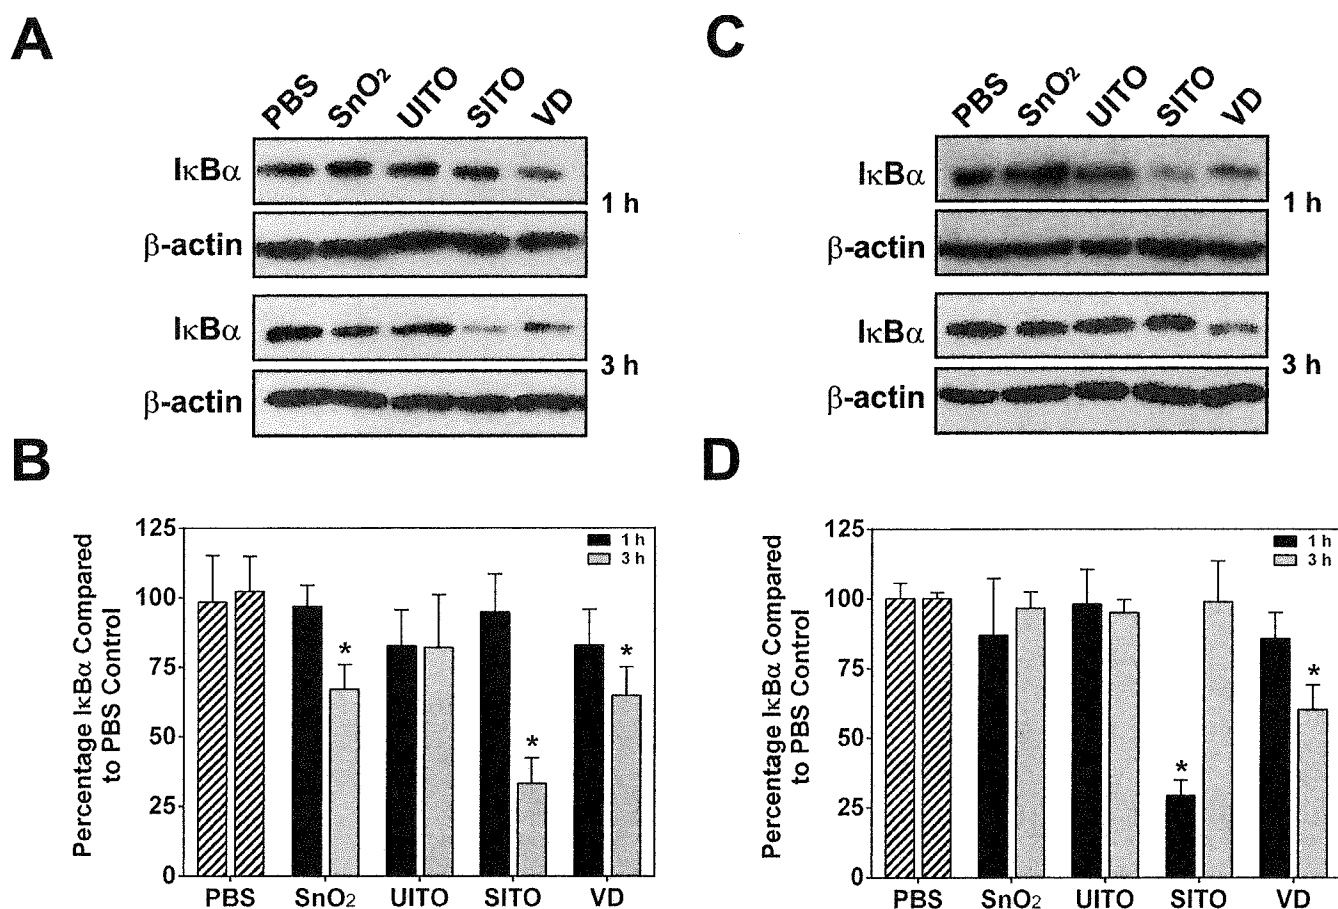 A
PBS SnO2 UITO SITO VD
IκBα
1 h
β-actin
IκBα
3 h
β-actin
C
PBS SnO2 UITO SITO VD
IκBα
1 h
β-actin
IκBα
3 h
β-actin
B
Percentage IκBα Compared
to PBS Control
125
100
75
50
25
0
1 h
3 h
*
*
*
PBS SnO2 UITO SITO VD
D
Percentage IκBα Compared
to PBS Control
125
100
75
50
25
0
1 h
3 h
*
*
PBS SnO2 UITO SITO VD